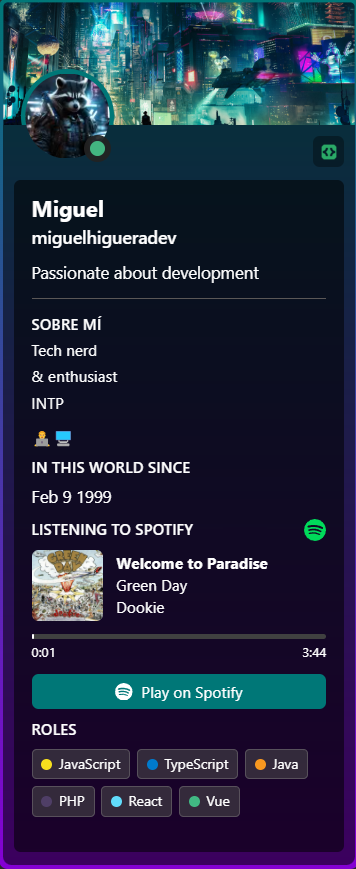 Miguel
miguelhigueradev
Passionate about development
SOBRE MÍ
Tech nerd
& enthusiast
INTP
IN THIS WORLD SINCE
Feb 9 1999
LISTENING TO SPOTIFY
Welcome to Paradise
Green Day
Dookie
0:01 3:44
Play on Spotify
ROLES
JavaScript TypeScript Java
PHP React Vue